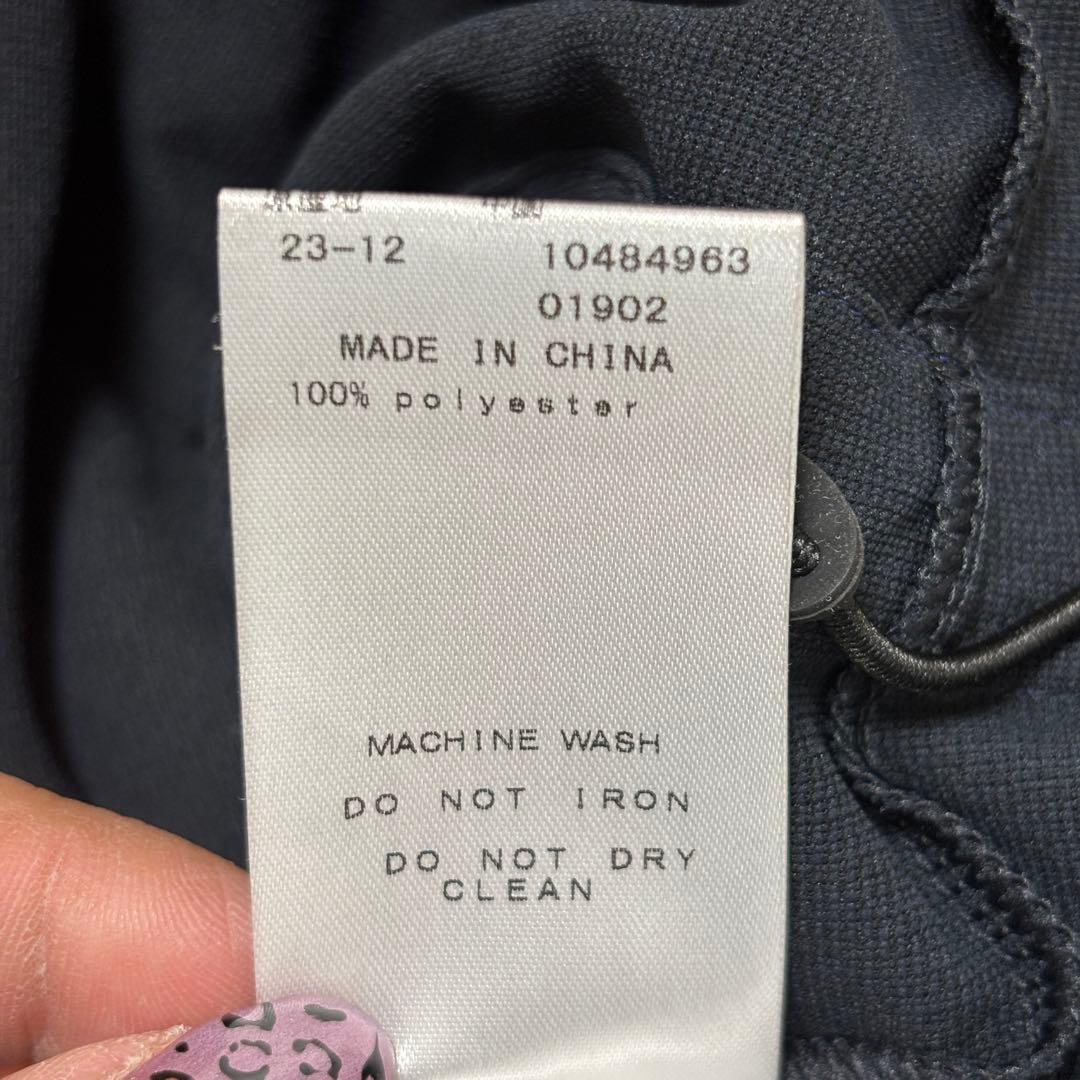 23-12 10484963
01902
MADE IN CHINA
100% polyester
MACHINE WASH
DO NOT IRON
DO NOT DRY
CLEAN